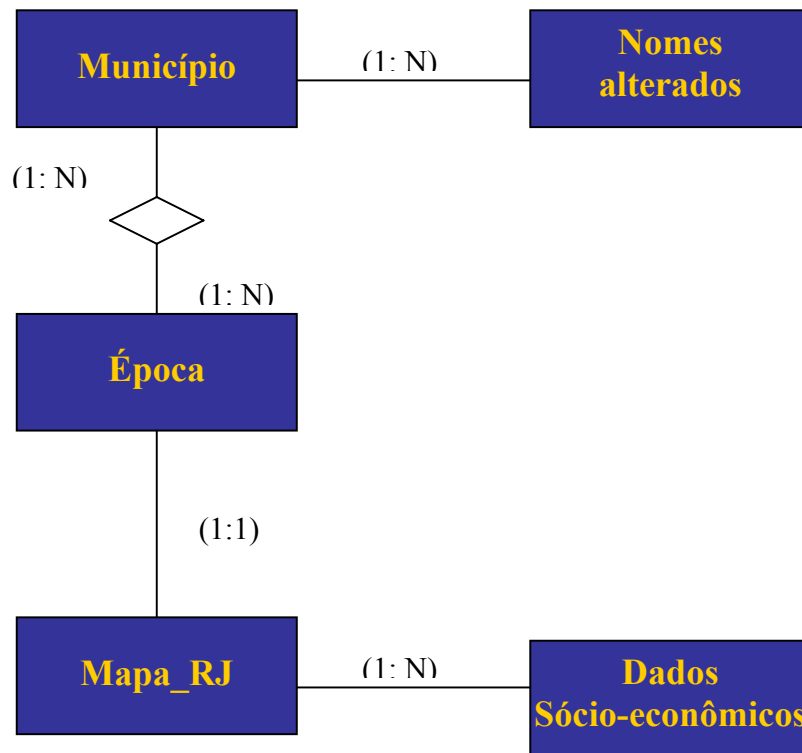 Município
(1: N)
Nomes
alterados
(1: N)
(1: N)
Época
(1:1)
Mapa_RJ
(1: N)
Dados
Sócio-econômicos